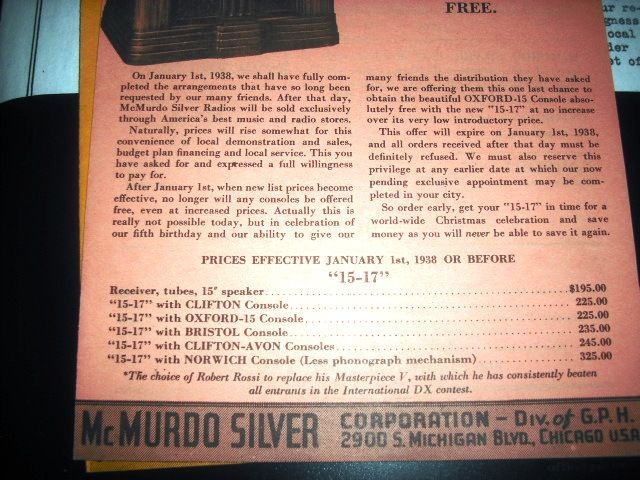 FREE.
On January 1st, 1938, we shall have fully com-
pleted the arrangements that have so long been
requested by our many friends. After that day,
McMurdo Silver Radios will be sold exclusively
through America's best music and radio stores.
Naturally, prices will rise somewhat for this
convenience of local demonstration and sales,
budget plan financing and local service. This you
have asked for and expressed a full willingness
to pay for.
After January 1st, when new list prices become
effective, no longer will any consoles be offered
free, even at increased prices. Actually this is
really not possible today, but in celebration of
our fifth birthday and our ability to give our
many friends the distribution they have asked
for, we are offering them this one last chance to
obtain the beautiful OXFORD-15 Console abso-
lutely free with the new "15-17" at no increase
over its very low introductory price.
This offer will expire on January 1st, 1938,
and all orders received after that day must be
definitely refused. We must also reserve this
privilege at any earlier date at which our now
pending exclusive appointment may be com-
pleted in your city.
So order early, get your "15-17" in time for a
world-wide Christmas celebration and save
money as you will never be able to save it again.
PRICES EFFECTIVE JANUARY 1st, 1938 OR BEFORE
"15-17"
Receiver, tubes, 15" speaker $195.00
"15-17" with CLIFTON Console 225.00
"15-17" with OXFORD-15 Console 225.00
"15-17" with BRISTOL Console 235.00
"15-17" with CLIFTON-AVON Consoles 245.00
"15-17" with NORWICH Console (Less phonograph mechanism) 325.00
*The choice of Robert Rossi to replace his Masterpiece V, with which he has consistently beaten
all entrants in the International DX contest.
McMURDO SILVER CORPORATION - Div. of G.P.H.
2900 S. MICHIGAN BLVD., CHICAGO U.S.A